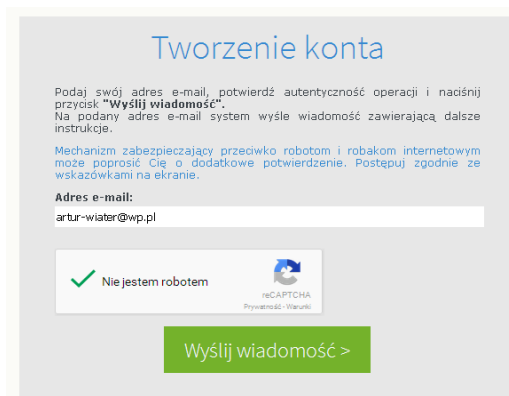 Tworzenie konta
Podaj swój adres e-mail, potwierdź autentyczność operacji i naciśnij
przycisk "Wyślij wiadomość".
Na podany adres e-mail system wyśle wiadomość zawierającą dalsze
instrukcje.
Mechanizm zabezpieczający przeciwko robotom i robakom internetowym
może poprosić Cię o dodatkowe potwierdzenie. Postępuj zgodnie ze
wskazówkami na ekranie.
Adres e-mail:
artur-wiater@wp.pl
Nie jestem robotem
reCAPTCHA
Prywatność - Warunki
Wyślij wiadomość >